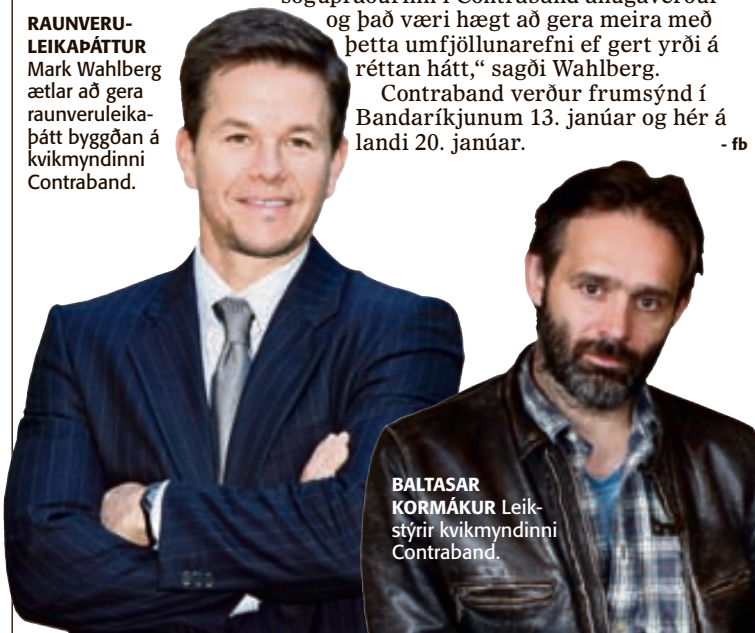 RAUNVERU-
LEIKAÞÁTTUR
Mark Wahlberg
ætlar að gera
raunveruleika-
þátt byggðan á
kvikmyndinni
Contraband.
og það væri hægt að gera meira með
þetta umfjöllunarefni ef gert yrði á
réttan hátt,“ sagði Wahlberg.
Contraband verður frumsýnd í
Bandaríkjunum 13. janúar og hér á
landi 20. janúar. - fb
BALTASAR
KORMÁKUR Leik-
stýrir kvikmyndinni
Contraband.